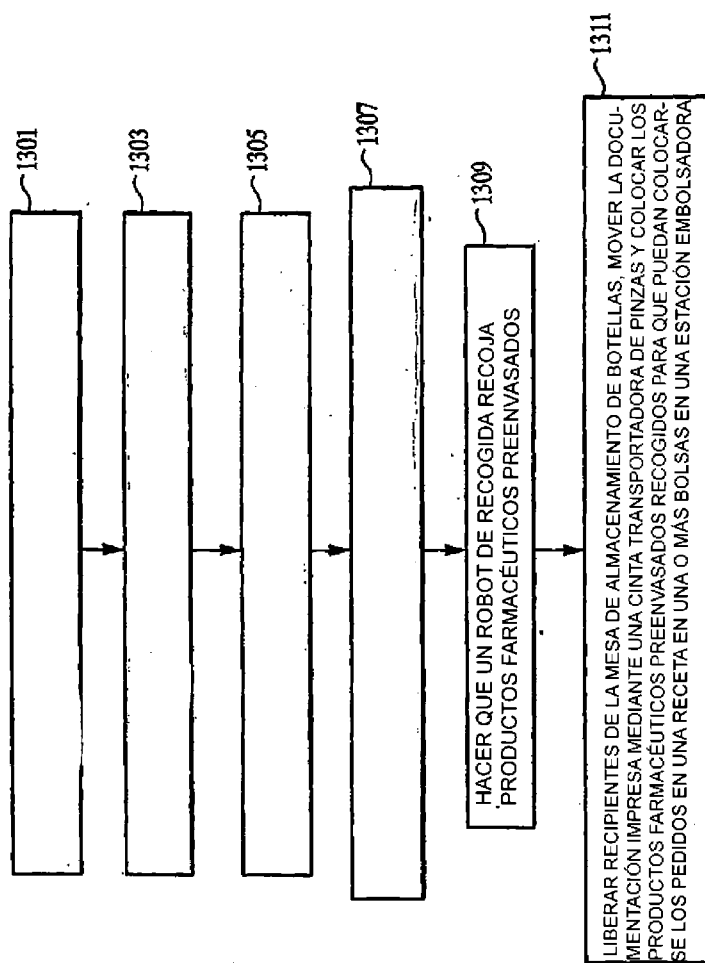 1301
1303
1305
1307
1309
HACER QUE UN ROBOT DE RECOGIDA RECOJA
PRODUCTOS FARMACÉUTICOS PREENVASADOS
1311
LIBERAR RECIPIENTES DE LA MESA DE ALMACENAMIENTO DE BOTELLAS, MOVER LA DOCU-
MENTACIÓN IMPRESA MEDIANTE UNA CINTA TRANSPORTADORA DE PINZAS Y COLOCAR LOS
PRODUCTOS FARMACÉUTICOS PREENVASADOS RECOGIDOS PARA QUE PUEDAN COLOCAR-
SE LOS PEDIDOS EN UNA RECETA EN UNA O MÁS BOLSAS EN UNA ESTACIÓN EMBOLSADORA